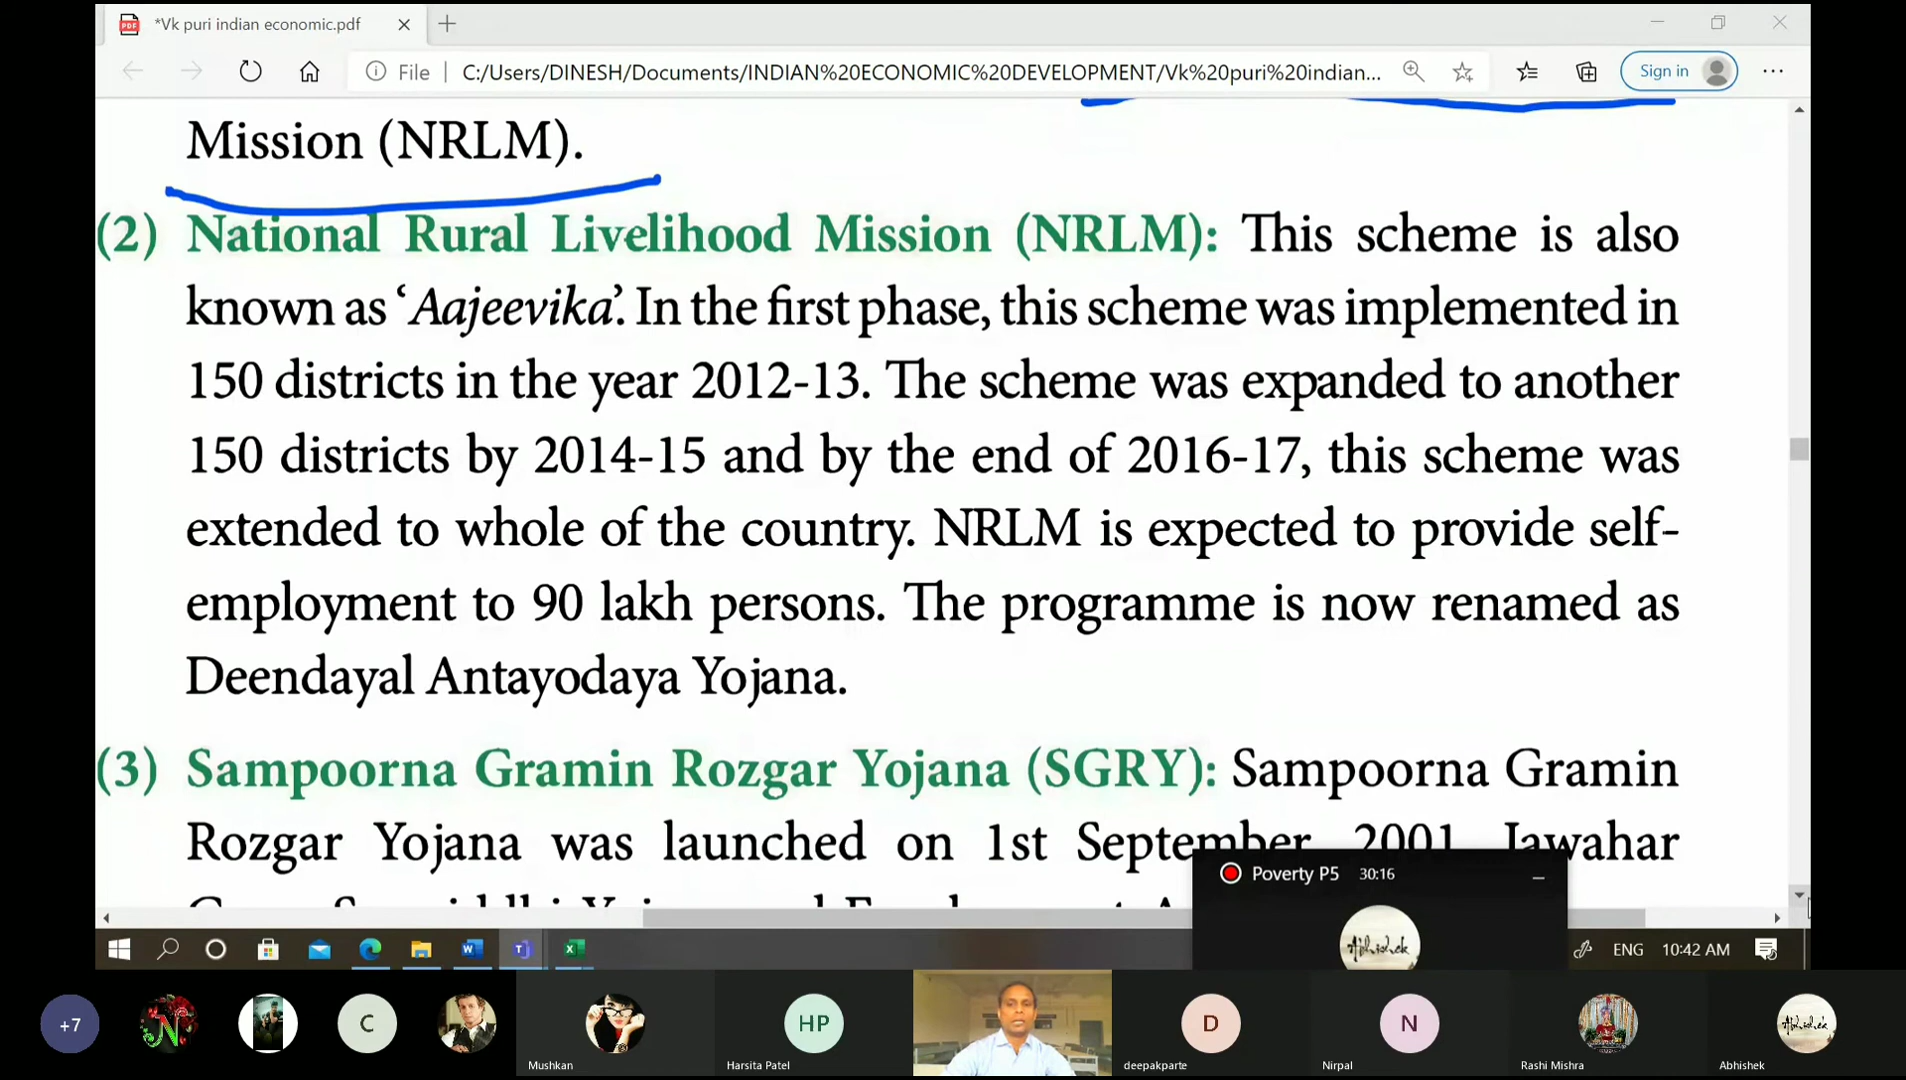 *Vk puri indian economic.pdf
File C:/Users/DINESH/Documents/INDIAN%20ECONOMIC%20DEVELOPMENT/Vk%20puri%20indian...
Sign in
Mission (NRLM).
(2) National Rural Livelihood Mission (NRLM): This scheme is also
known as ‘Aajeevika’. In the first phase, this scheme was implemented in
150 districts in the year 2012-13. The scheme was expanded to another
150 districts by 2014-15 and by the end of 2016-17, this scheme was
extended to whole of the country. NRLM is expected to provide self-
employment to 90 lakh persons. The programme is now renamed as
Deendayal Antayodaya Yojana.
(3) Sampoorna Gramin Rozgar Yojana (SGRY): Sampoorna Gramin
Rozgar Yojana was launched on 1st September, 2001. Jawahar
Poverty P5 30:16
Abhishek
ENG 10:42 AM
+7
N
C
HP
D
N
Abhishek
Mushkan
Harsita Patel
deepakparte
Nirpal
Rashi Mishra
Abhishek